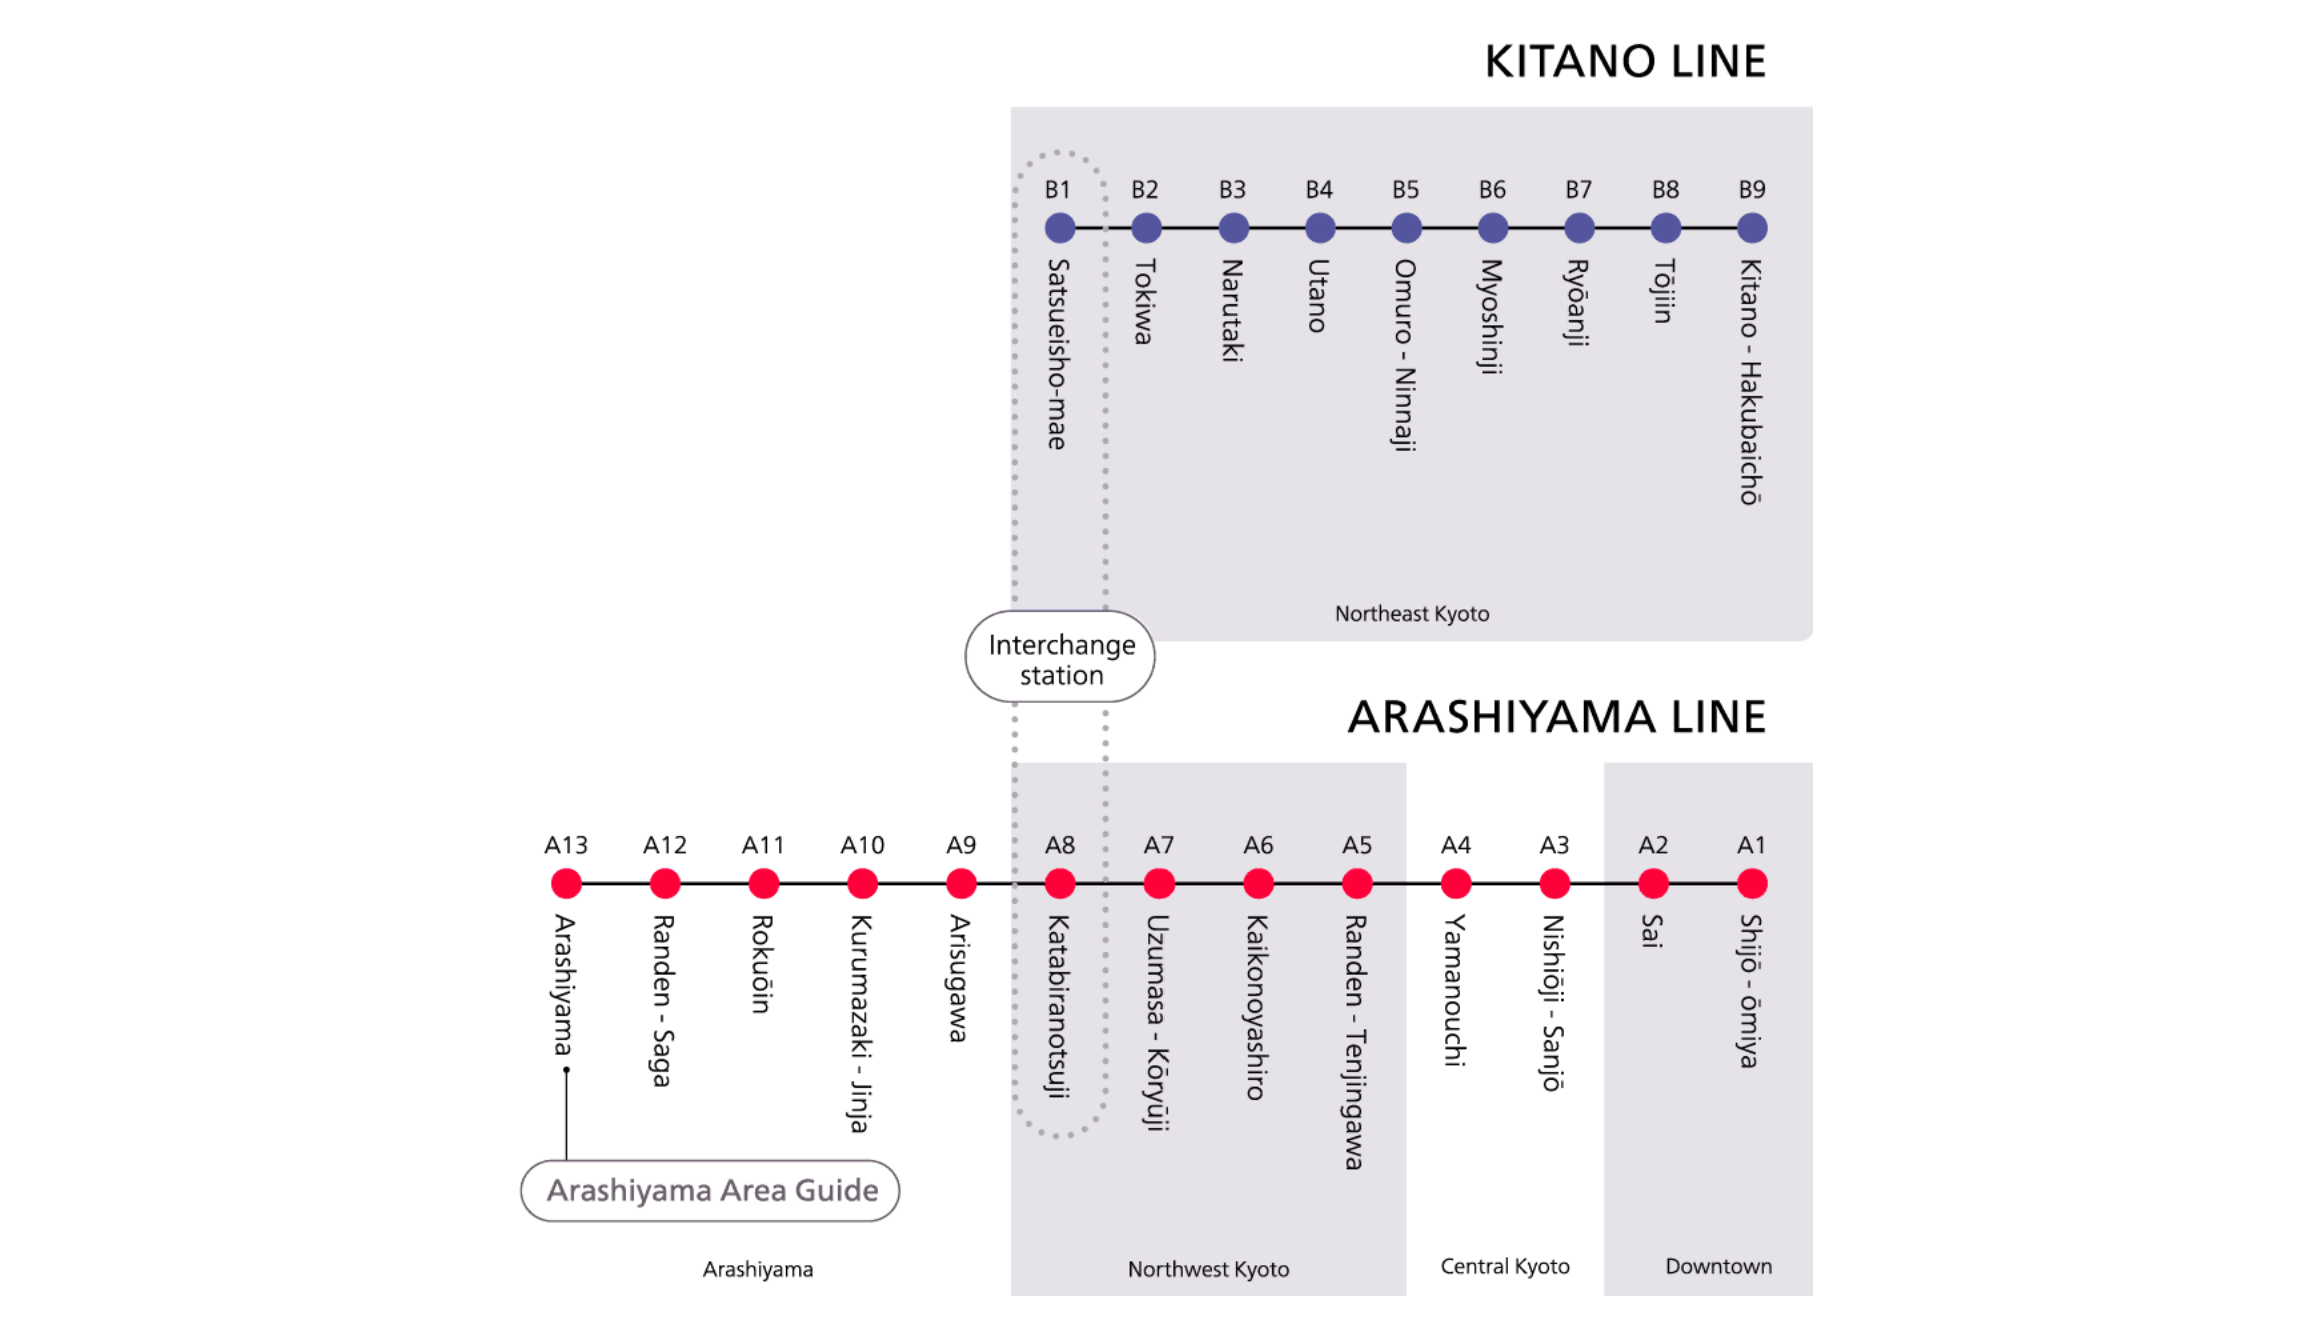 KITANO LINE
B1
B2
B3
B4
B5
B6
B7
B8
B9
Satsueisho-mae
Tokiwa
Narutaki
Utano
Omuro - Ninnaji
Myoshinji
Ryōanji
Tōjiin
Kitano - Hakubaichō
Northeast Kyoto
Interchange
station
ARASHIYAMA LINE
A13
A12
A11
A10
A9
A8
A7
A6
A5
A4
A3
A2
A1
Arashiyama
Randen - Saga
Rokuōin
Kurumazaki - Jinja
Arisugawa
Katabiranotsuji
Uzumasa - Kōryūji
Kaikonoyashiro
Randen - Tenjingawa
Yamanouchi
Nishiōji - Sanjō
Sai
Shijō - ōmiya
Arashiyama Area Guide
Arashiyama
Northwest Kyoto
Central Kyoto
Downtown